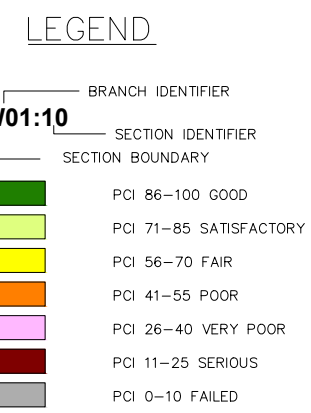 LEGEND
BRANCH IDENTIFIER
01:10
SECTION IDENTIFIER
SECTION BOUNDARY
PCI 86-100 GOOD
PCI 71-85 SATISFACTORY
PCI 56-70 FAIR
PCI 41-55 POOR
PCI 26-40 VERY POOR
PCI 11-25 SERIOUS
PCI 0-10 FAILED